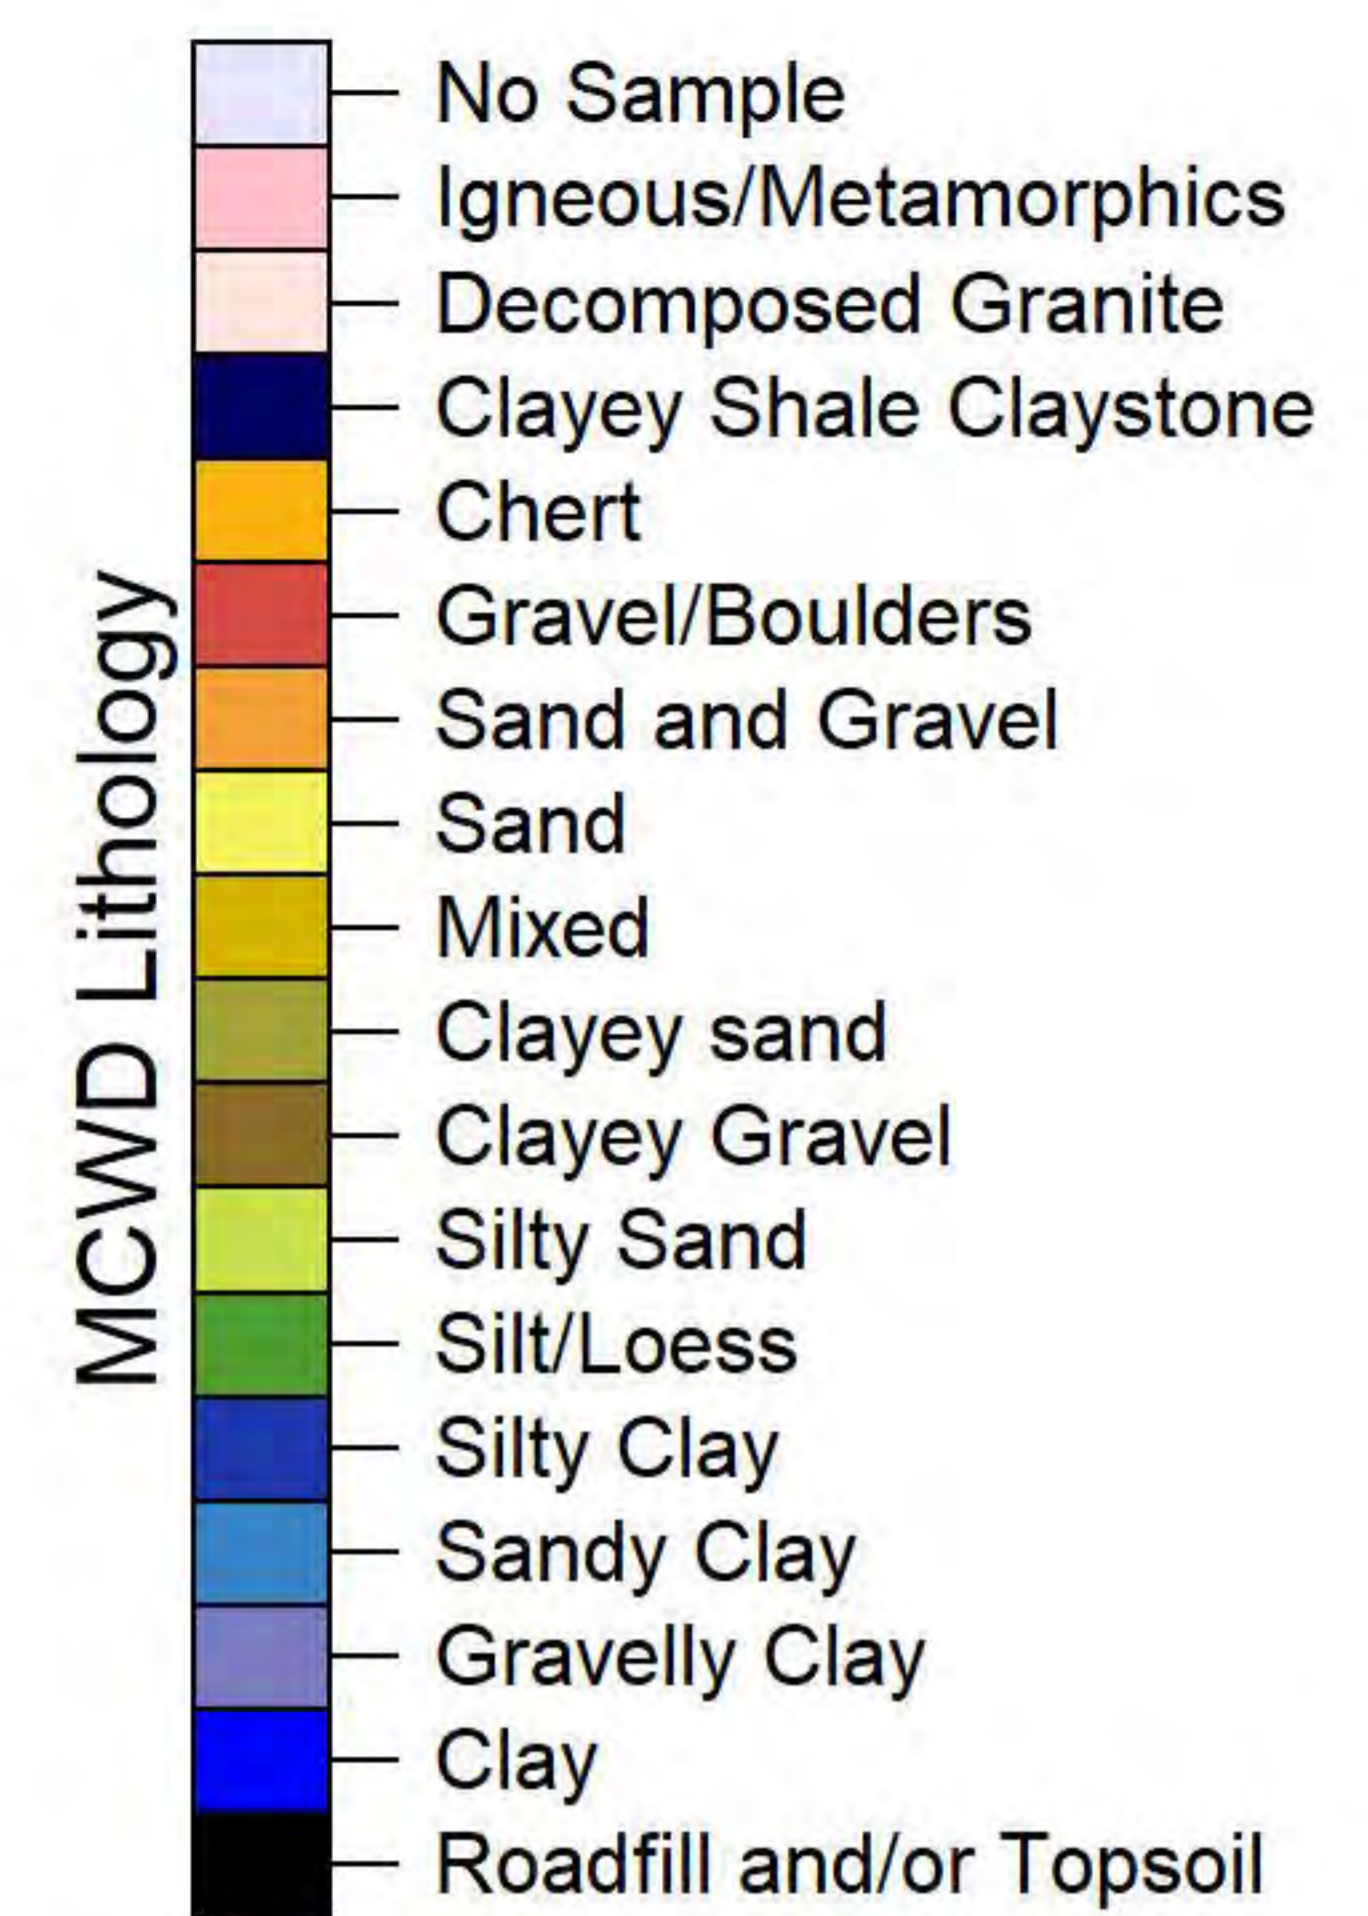 MCWD Lithology
No Sample
Igneous/Metamorphics
Decomposed Granite
Clayey Shale Claystone
Chert
Gravel/Boulders
Sand and Gravel
Sand
Mixed
Clayey sand
Clayey Gravel
Silty Sand
Silt/Loess
Silty Clay
Sandy Clay
Gravelly Clay
Clay
Roadfill and/or Topsoil